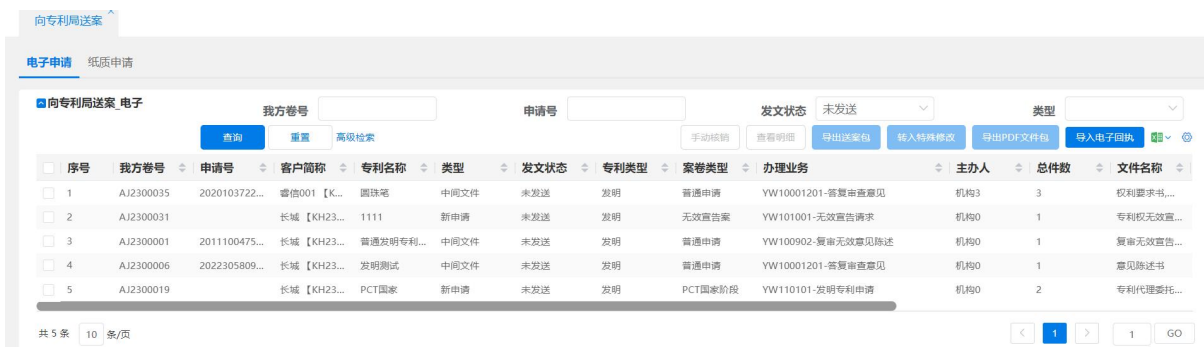 向专利局送案
电子申请 纸质申请
向专利局送案_电子 我方卷号 申请号 发文状态 未发送 类型
查询 重置 高级检索 手动核销 查看明细 导出送案包 转入特殊修改 导出PDF文件包 导入电子回执
序号 我方卷号 申请号 客户简称 专利名称 类型 发文状态 专利类型 案卷类型 办理业务 主办人 总件数 文件名称
1 AJ2300035 2020103722... 睿信001 【K... 圆珠笔 中间文件 未发送 发明 普通申请 YW10001201-答复审查意见 机构3 3 权利要求书,...
2 AJ2300031 长城 【KH23... 1111 新申请 未发送 发明 无效宣告案 YW101001-无效宣告请求 机构0 1 专利权无效宣...
3 AJ2300001 2011100475... 长城 【KH23... 普通发明专利... 中间文件 未发送 发明 普通申请 YW100902-复审无效意见陈述 机构0 1 复审无效宣告...
4 AJ2300006 2022305809... 长城 【KH23... 发明测试 中间文件 未发送 发明 普通申请 YW10001201-答复审查意见 机构0 1 意见陈述书
5 AJ2300019 长城 【KH23... PCT国家 新申请 未发送 发明 PCT国家阶段 YW110101-发明专利申请 机构0 2 专利代理委托...
共 5 条 10 条/页 1 1 GO